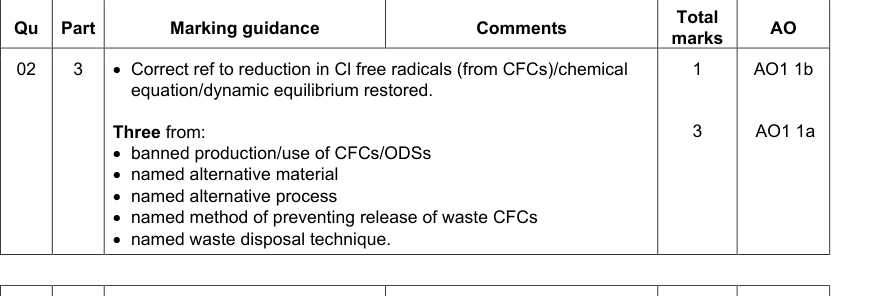 Qu Part Marking guidance Comments Total marks AO
02 3 • Correct ref to reduction in Cl free radicals (from CFCs)/chemical 1 AO1 1b
equation/dynamic equilibrium restored.
Three from: 3 AO1 1a
• banned production/use of CFCs/ODSs
• named alternative material
• named alternative process
• named method of preventing release of waste CFCs
• named waste disposal technique.